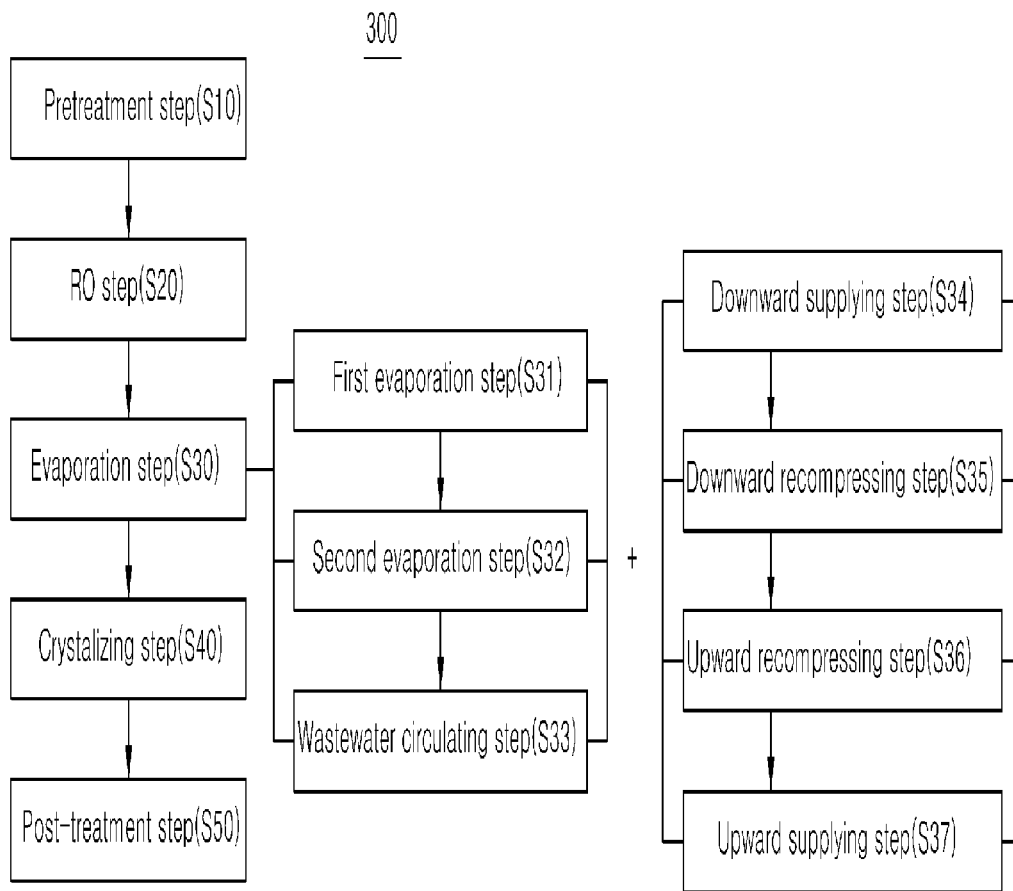 300
Pretreatment step(S10)
RO step(S20)
Evaporation step(S30)
Crystalizing step(S40)
Post-treatment step(S50)
First evaporation step(S31)
Second evaporation step(S32)
Wastewater circulating step(S33)
+
Downward supplying step(S34)
Downward recompressing step(S35)
Upward recompressing step(S36)
Upward supplying step(S37)